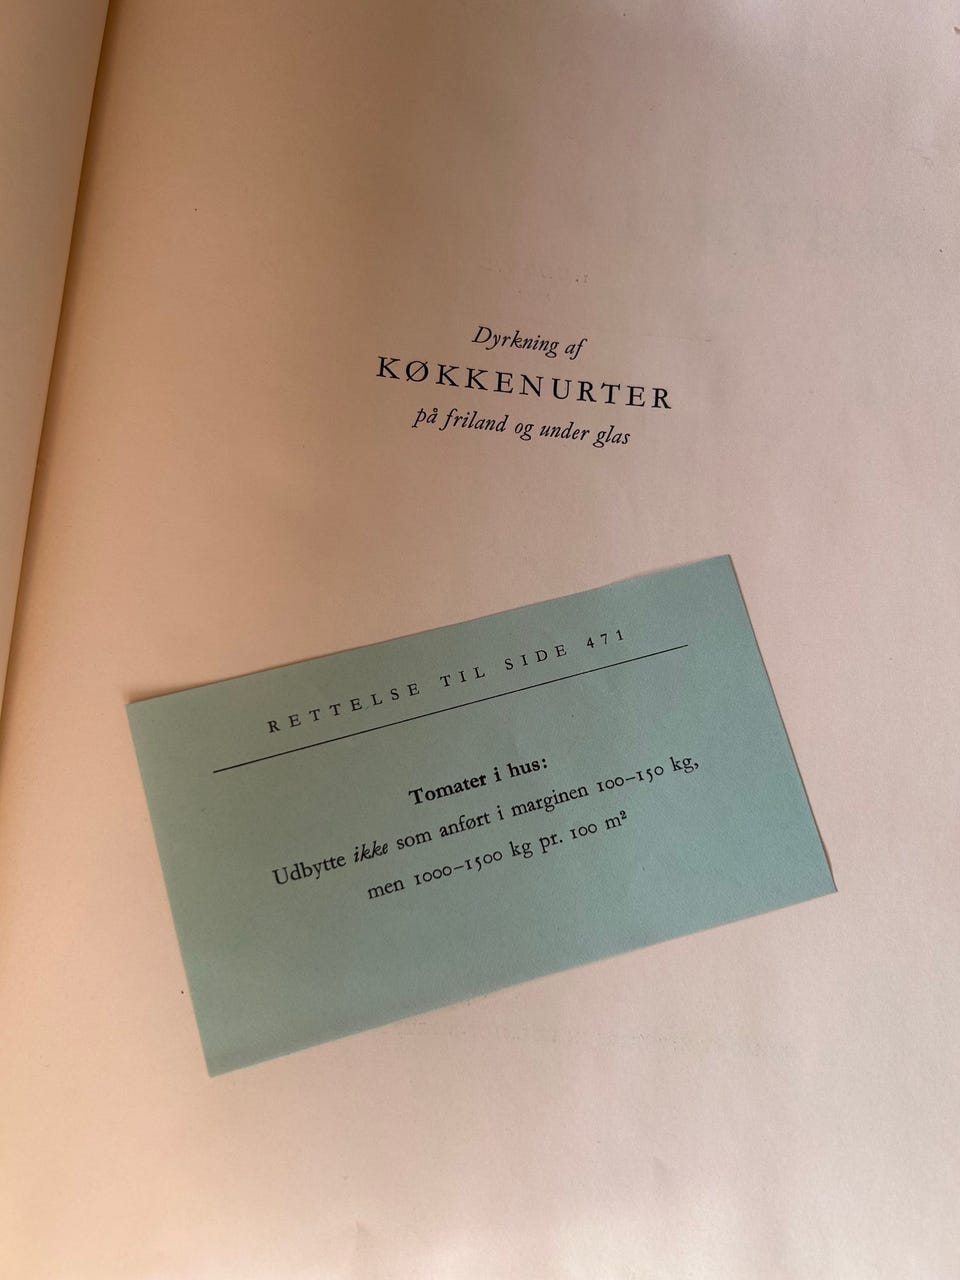 Dyrkning af
KØKKENURTER
på friland og under glas
RETTELSE TIL SIDE 471
Tomater i hus:
Udbytte ikke som anført i marginen 100–150 kg,
men 1000–1500 kg pr. 100 m²